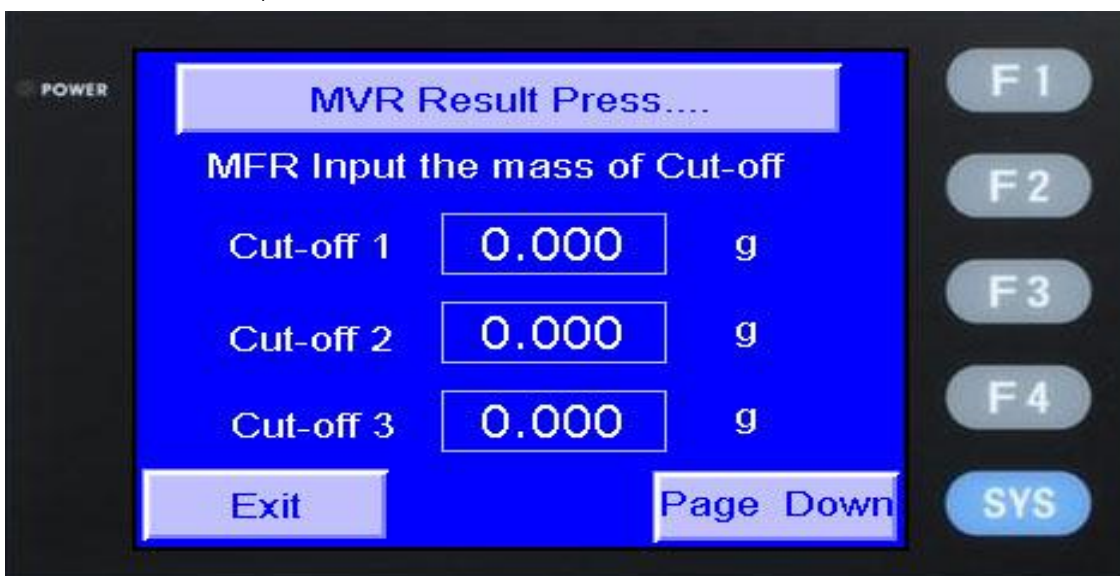 POWER
MVR Result Press....
MFR Input the mass of Cut-off
Cut-off 1 0.000 g
Cut-off 2 0.000 g
Cut-off 3 0.000 g
Exit
Page Down
F1
F2
F3
F4
SYS